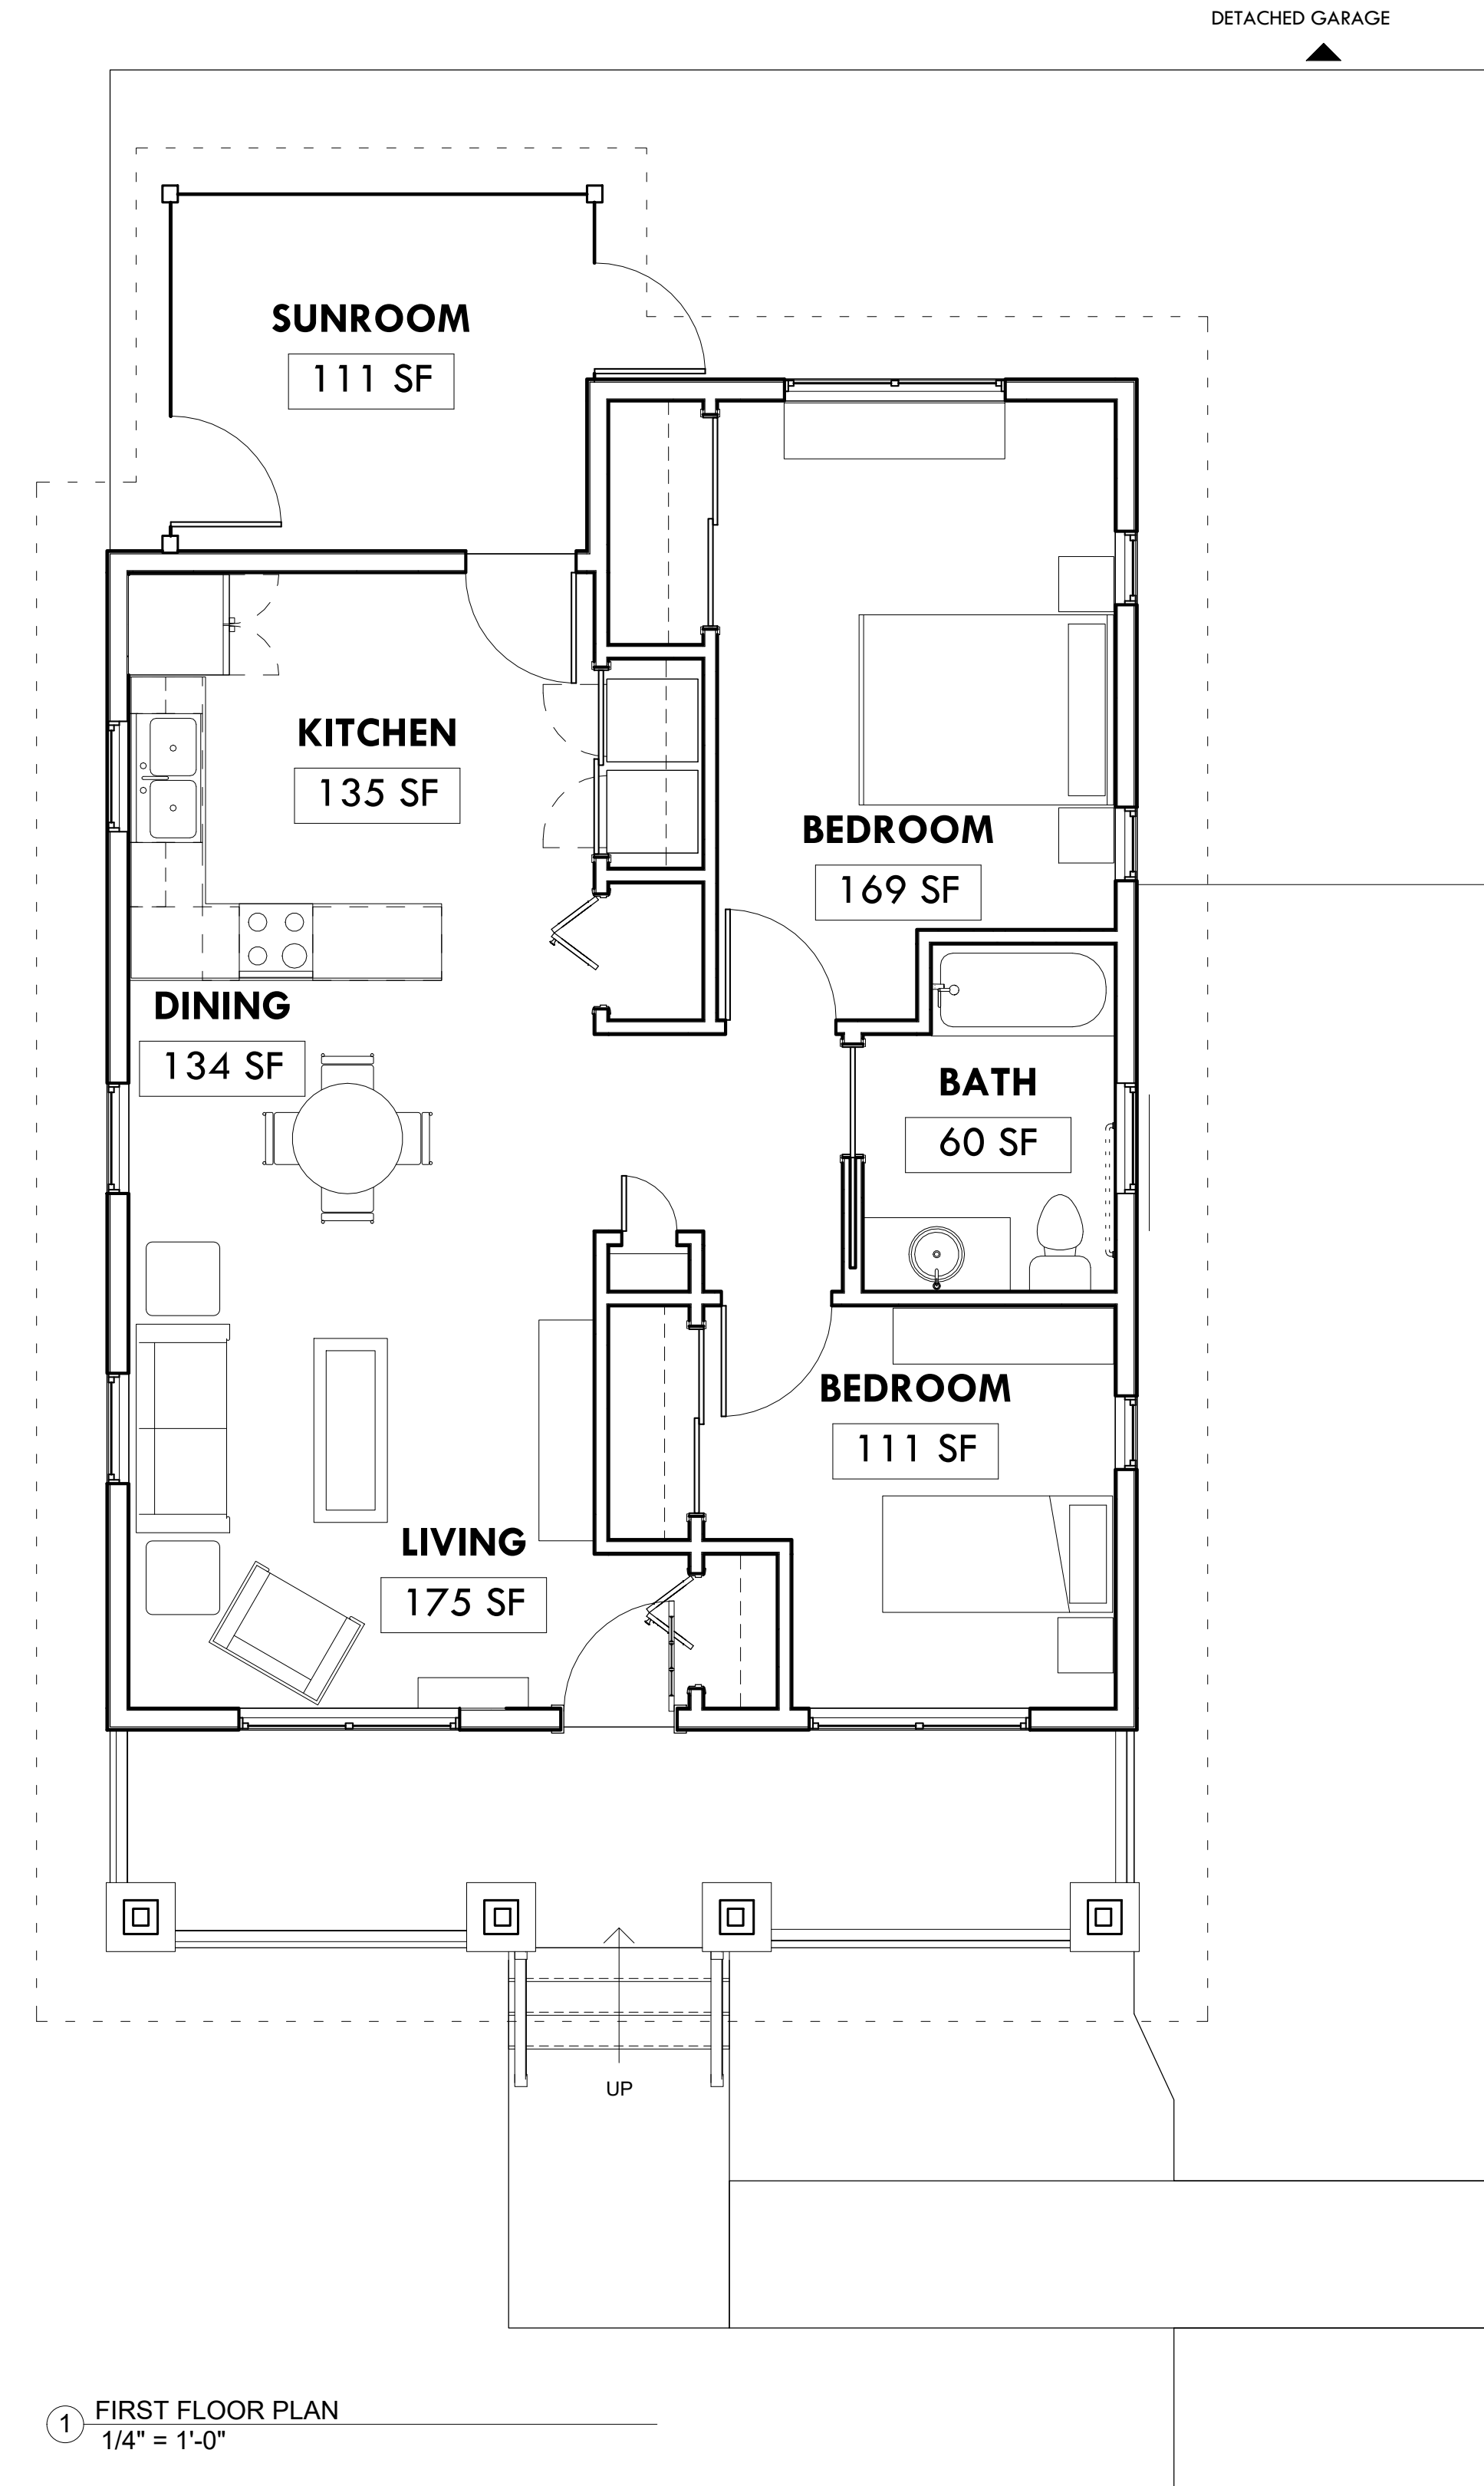 DETACHED GARAGE
SUNROOM
111 SF
KITCHEN
135 SF
BEDROOM
169 SF
DINING
134 SF
BATH
60 SF
BEDROOM
111 SF
LIVING
175 SF
UP
1 FIRST FLOOR PLAN
1/4" = 1'-0"